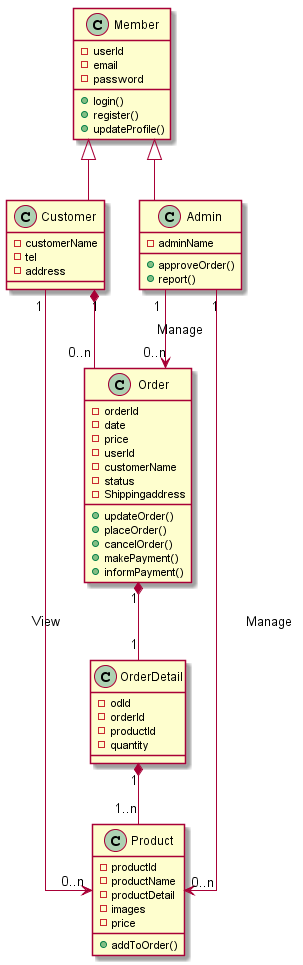 C Member
userId
email
password
login()
register()
updateProfile()
C Customer
customerName
tel
address
C Admin
adminName
approveOrder()
report()
1 1 1 1
Manage
0..n 0..n
C Order
orderId
date
price
userId
customerName
status
Shippingaddress
updateOrder()
placeOrder()
cancelOrder()
makePayment()
informPayment()
1
View Manage
1
C OrderDetail
odId
orderId
productId
quantity
1
1..n
C Product
productId
productName
productDetail
images
price
addToOrder()
0..n 0..n